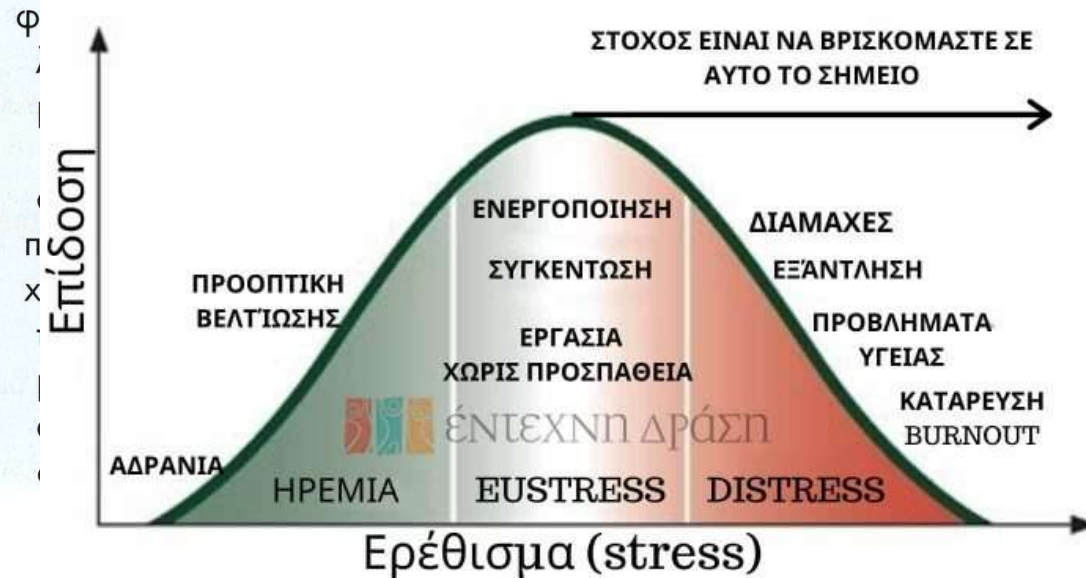 φ
π
χ
ΣΤΟΧΟΣ ΕΙΝΑΙ ΝΑ ΒΡΙΣΚΟΜΑΣΤΕ ΣΕ
ΑΥΤΟ ΤΟ ΣΗΜΕΙΟ
Επίδοση
ΕΝΕΡΓΟΠΟΙΗΣΗ
ΣΥΓΚΕΝΤΩΣΗ
ΕΡΓΑΣΙΑ
ΧΩΡΙΣ ΠΡΟΣΠΑΘΕΙΑ
ΠΡΟΟΠΤΙΚΗ
ΒΕΛΤΊΩΣΗΣ
ΔΙΑΜΑΧΕΣ
ΕΞΆΝΤΛΗΣΗ
ΠΡΟΒΛΗΜΑΤΑ
ΥΓΕΙΑΣ
ΚΑΤΑΡΕΥΣΗ
BURNOUT
έντεχνη Δράση
ΑΔΡΑΝΙΑ
ΗΡΕΜΙΑ
EUSTRESS
DISTRESS
Ερέθισμα (stress)